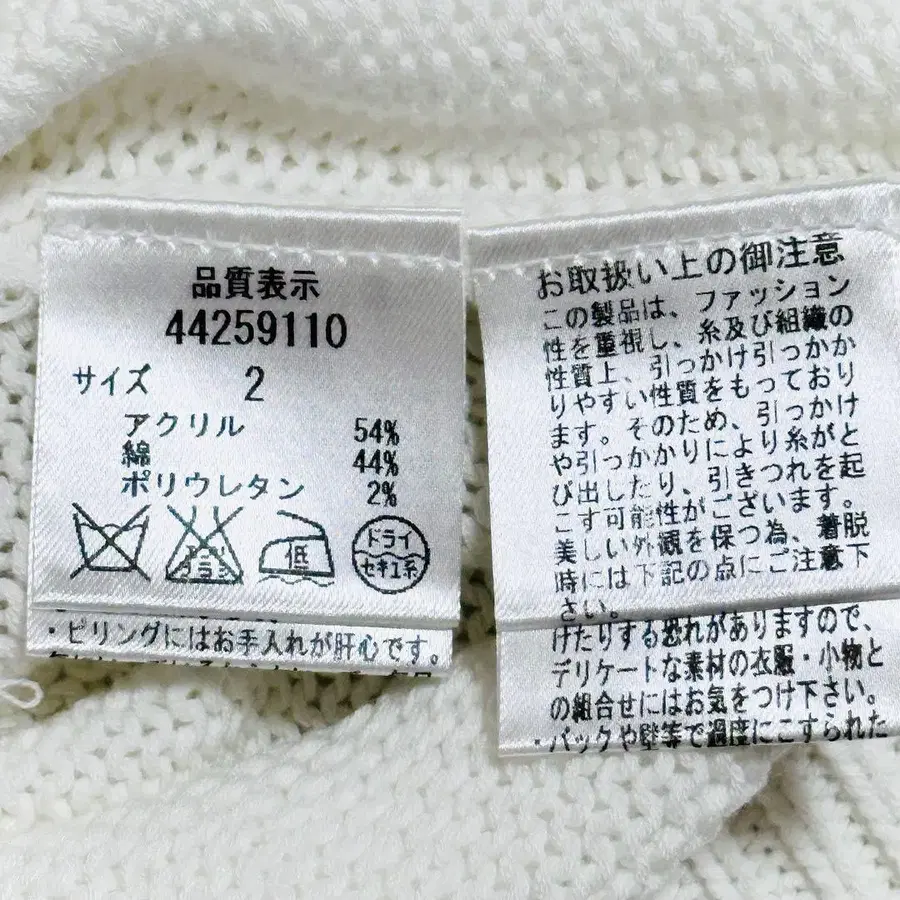 品質表示
44259110
サイズ 2
アクリル 54%
綿 44%
ポリウレタン 2%
エンソ
サラシ
低
ドライ
セキユ系
・ピリングにはお手入れが肝心です。
お取扱い上の御注意
この製品は、ファッション
性を重視し、糸及び組織の
性質上、引っかけ引っかか
りやすい性質をもっており
ます。そのため、引っかけ
や引っかかりにより糸がと
び出したり、引きつれを起
こす可能性がございます。
美しい外観を保つ為、着脱
時には下記の点にご注意下
さい。
けたりする恐れがありますので、
デリケートな素材の衣服・小物と
の組合せにはお気をつけ下さい。
・バックや壁等で過度にこすられた